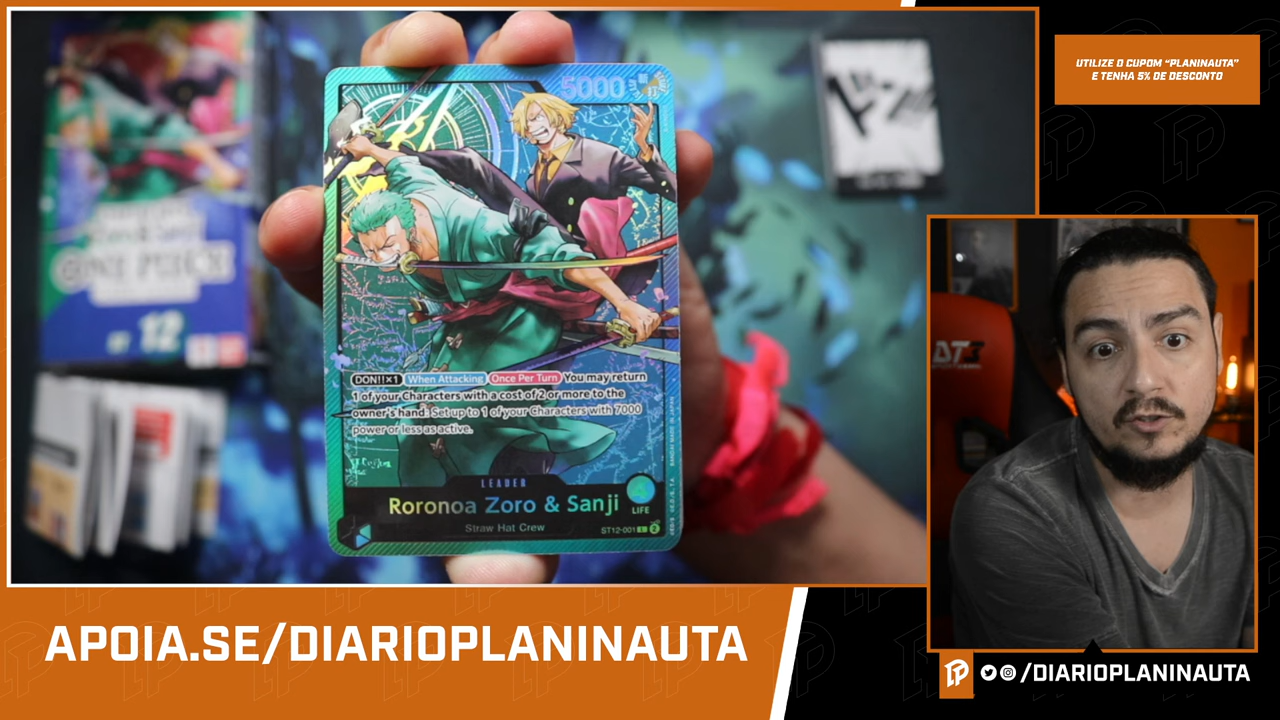 UTILIZE O CUPOM “PLANINAUTA”
E TENHA 5% DE DESCONTO
5000
DON!!×1 When Attacking Once Per Turn You may return
1 of your Characters with a cost of 2 or more to the
owner's hand: Set up to 1 of your Characters with 7000
power or less as active.
LEADER
Roronoa Zoro & Sanji
LIFE
Straw Hat Crew
ST12-001 L
ONE PIECE
ST 12
DT3
APOIA.SE/DIARIOPLANINAUTA
/DIARIOPLANINAUTA